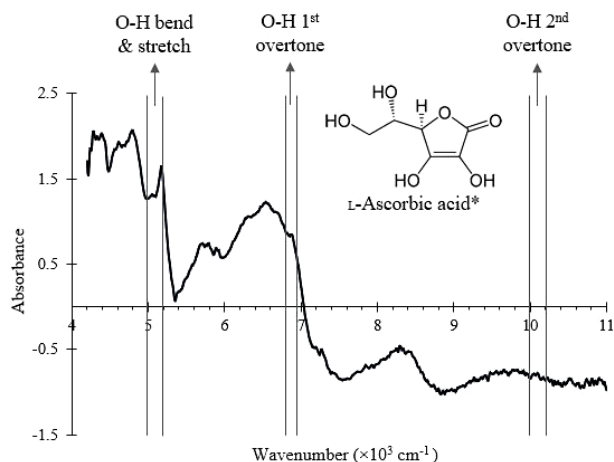 O-H bend
& stretch
O-H 1st
overtone
O-H 2nd
overtone
2.5
1.5
0.5
-0.5
-1.5
Absorbance
HO
H
O
O
HO
HO
OH
L-Ascorbic acid*
4 5 6 7 8 9 10 11
Wavenumber (×10³ cm⁻¹)